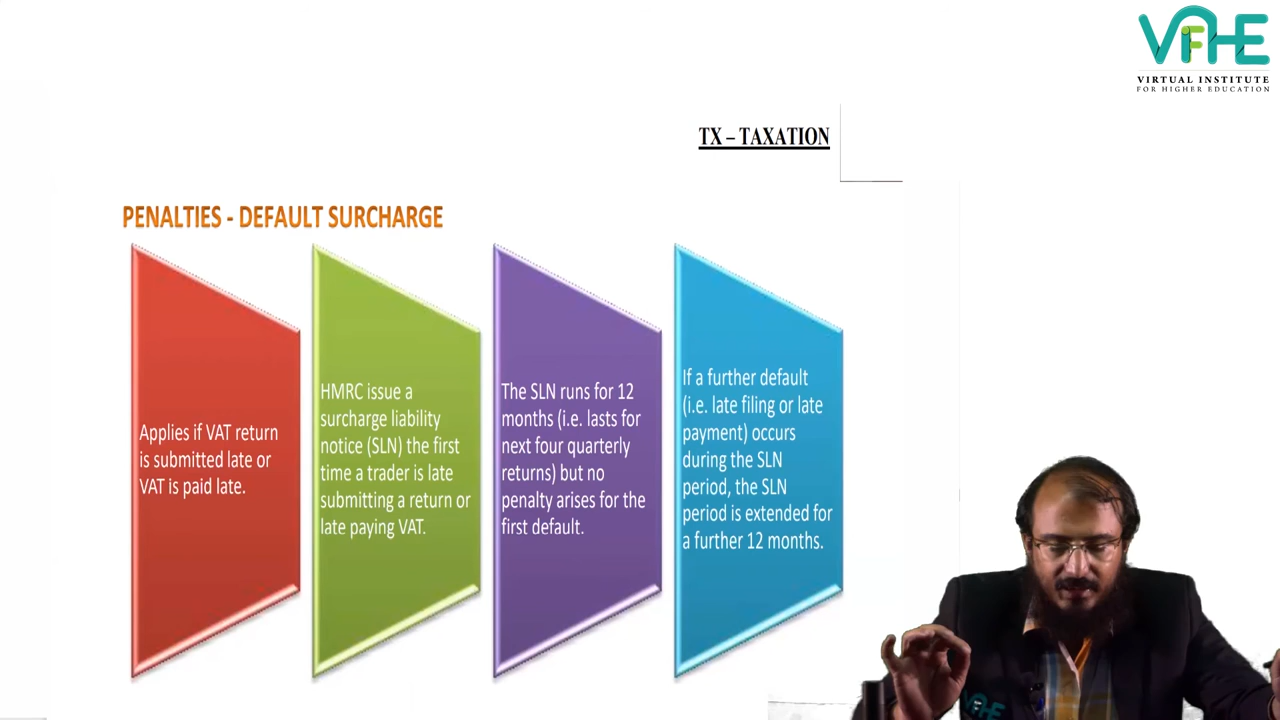 VIFHE
VIRTUAL INSTITUTE
FOR HIGHER EDUCATION
TX – TAXATION
PENALTIES - DEFAULT SURCHARGE
Applies if VAT return
is submitted late or
VAT is paid late.
HMRC issue a
surcharge liability
notice (SLN) the first
time a trader is late
submitting a return or
late paying VAT.
The SLN runs for 12
months (i.e. lasts for
next four quarterly
returns) but no
penalty arises for the
first default.
If a further default
(i.e. late filing or late
payment) occurs
during the SLN
period, the SLN
period is extended for
a further 12 months.
VIFHE